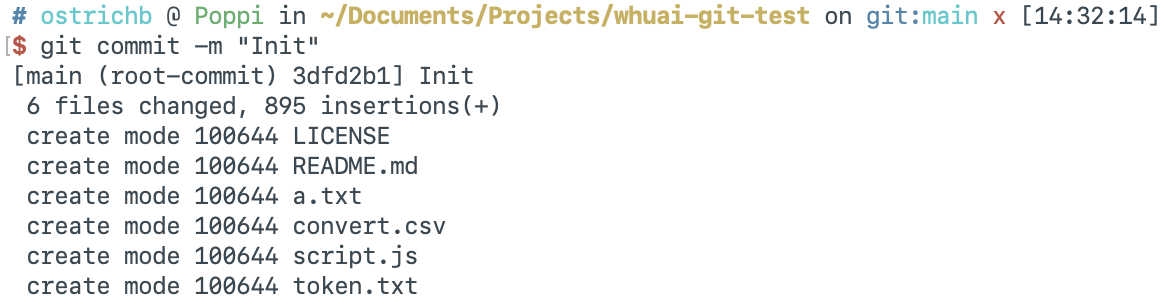 # ostrichb @ Poppi in ~/Documents/Projects/whuai-git-test on git:main x [14:32:14]
[$ git commit -m "Init"
[main (root-commit) 3dfd2b1] Init
 6 files changed, 895 insertions(+)
 create mode 100644 LICENSE
 create mode 100644 README.md
 create mode 100644 a.txt
 create mode 100644 convert.csv
 create mode 100644 script.js
 create mode 100644 token.txt